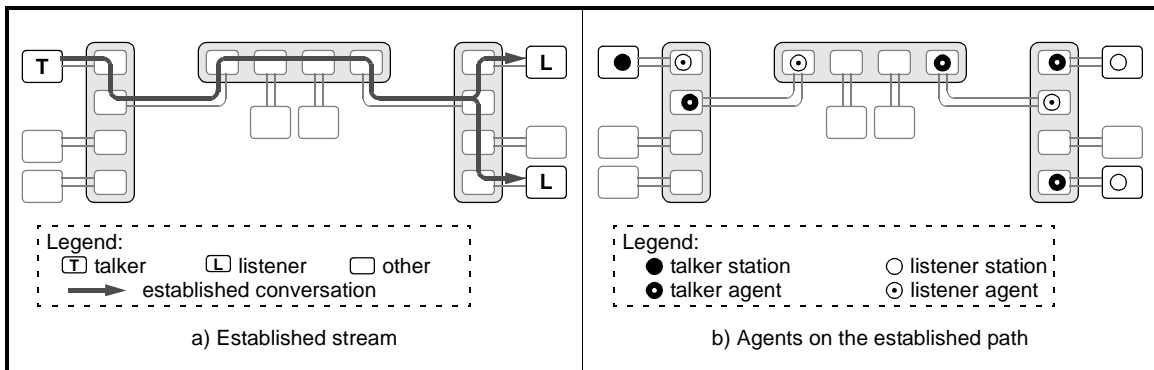 T
L
L
Legend:
T talker L listener other
established conversation
a) Established stream
Legend:
talker station listener station
talker agent listener agent
b) Agents on the established path